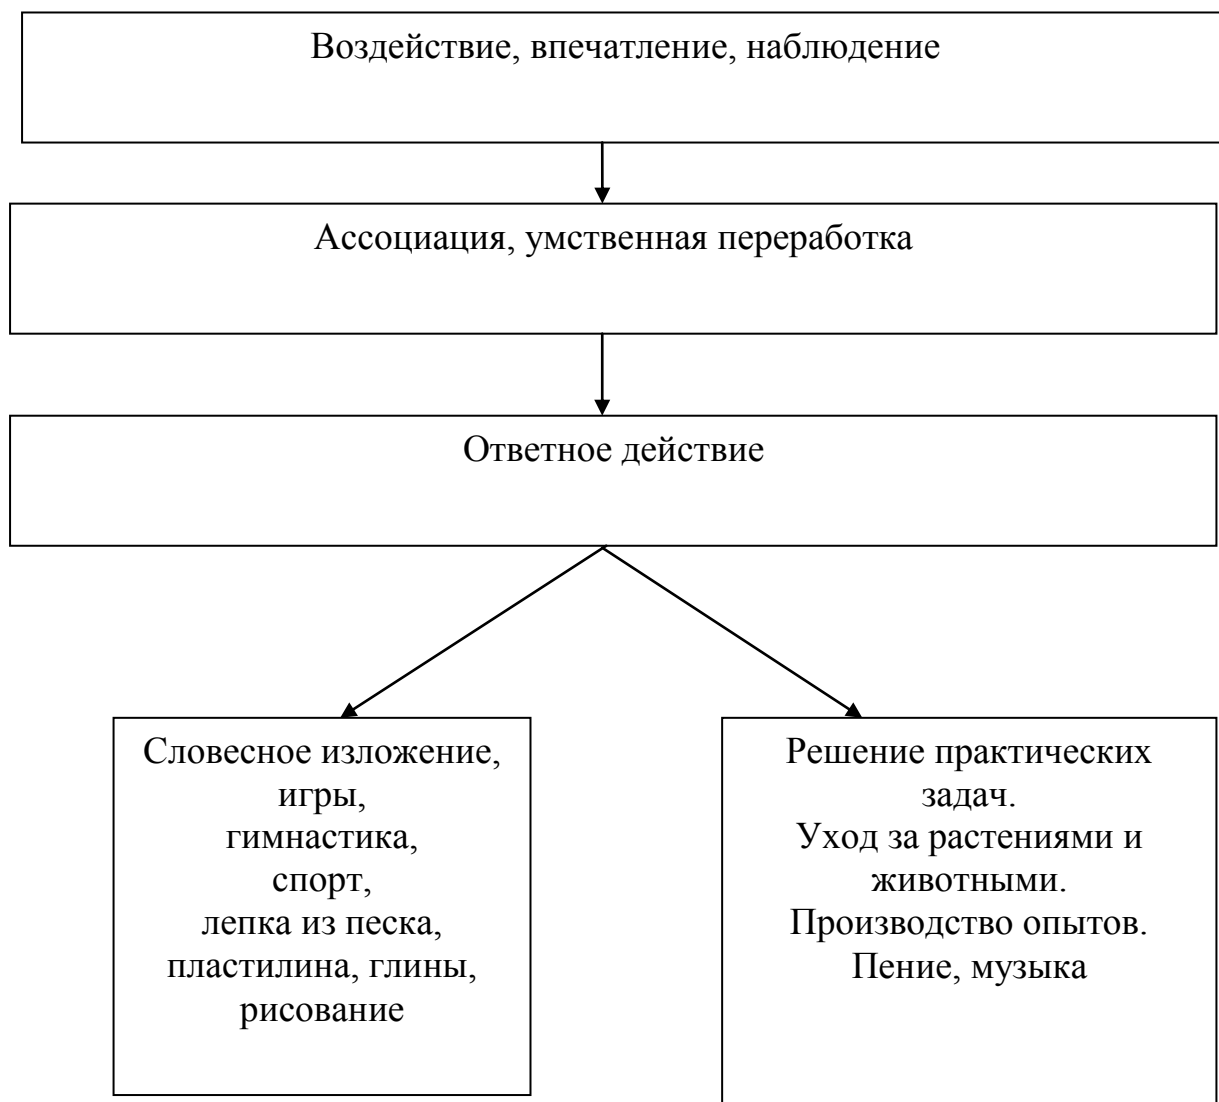 Воздействие, впечатление, наблюдение
Ассоциация, умственная переработка
Ответное действие
Словесное изложение,
игры,
гимнастика,
спорт,
лепка из песка,
пластилина, глины,
рисование
Решение практических
задач.
Уход за растениями и
животными.
Производство опытов.
Пение, музыка